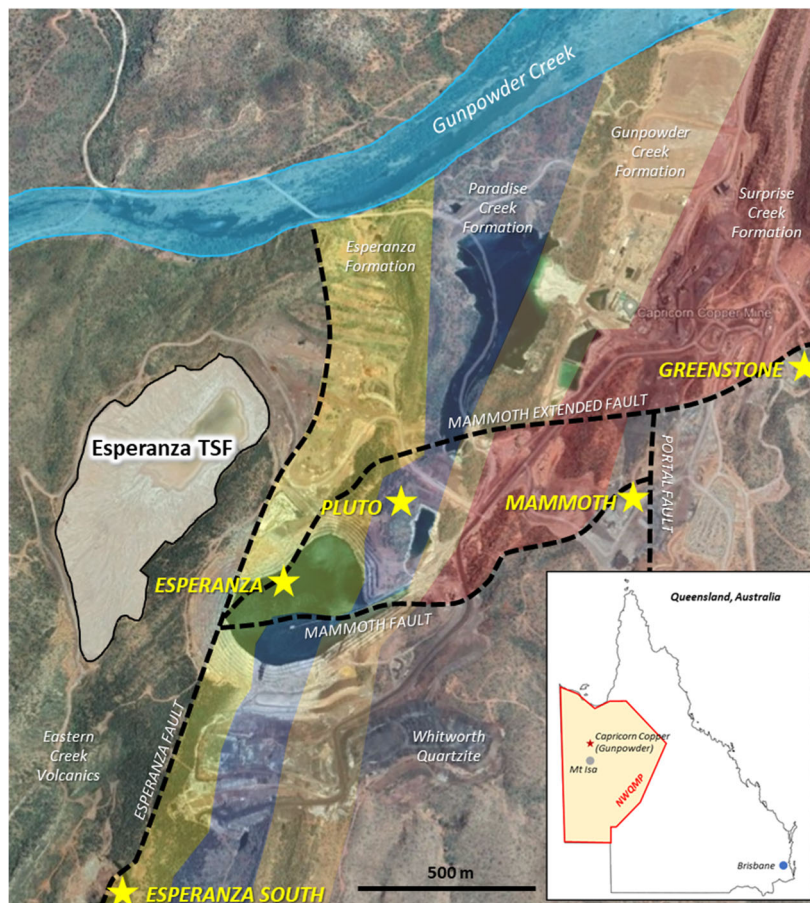 Gunpowder Creek
Gunpowder
Creek
Formation
Paradise
Creek
Formation
Surprise
Creek
Formation
Esperanza
Formation
Capricorn Copper Mine
GREENSTONE
MAMMOTH EXTENDED FAULT
Esperanza TSF
PORTAL FAULT
PLUTO
MAMMOTH
ESPERANZA
MAMMOTH FAULT
ESPERANZA FAULT
Eastern
Creek
Volcanics
Whitworth
Quartzite
500 m
ESPERANZA SOUTH
Queensland, Australia
Capricorn Copper
(Gunpowder)
Mt Isa
NWQMP
Brisbane